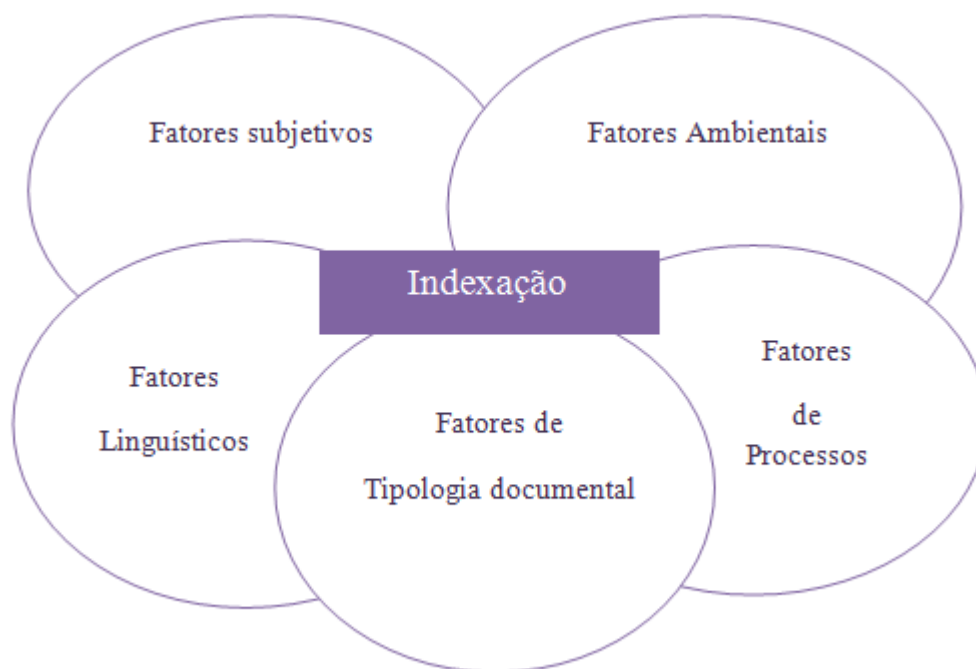 Fatores subjetivos
Fatores Ambientais
Indexação
Fatores
Linguísticos
Fatores de
Tipologia documental
Fatores
de
Processos